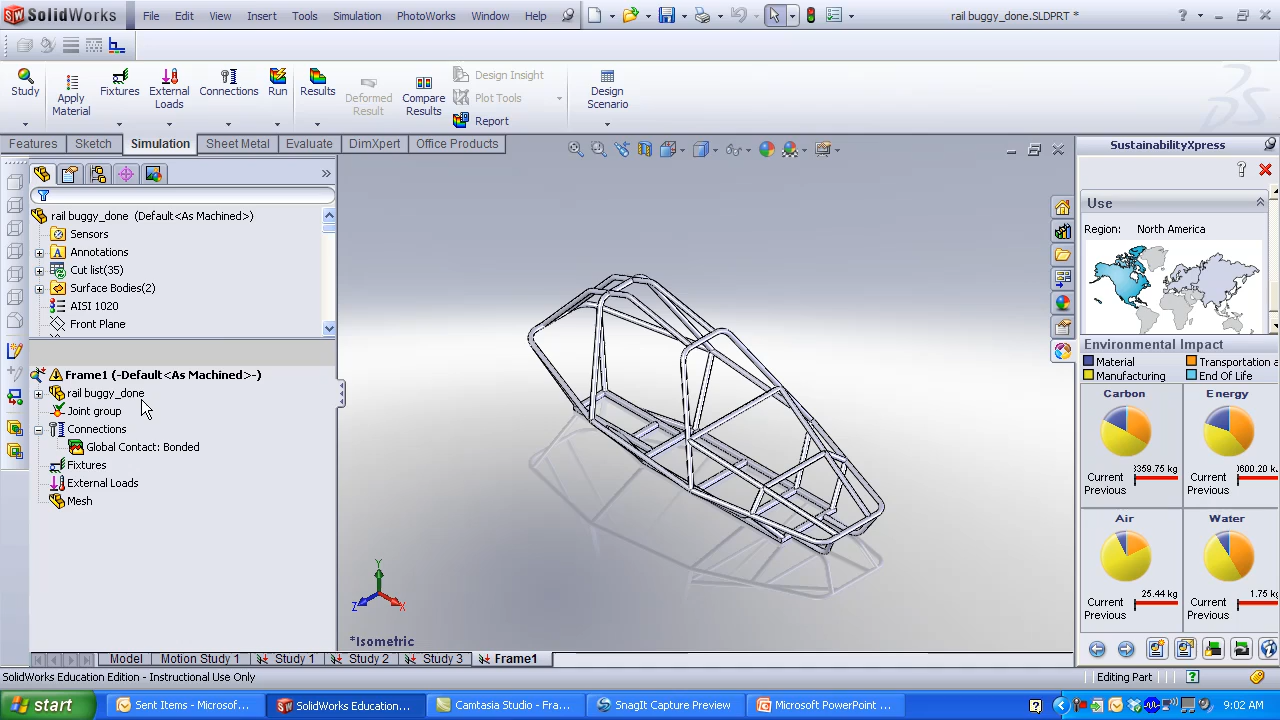 SolidWorks File Edit View Insert Tools Simulation PhotoWorks Window Help rail buggy_done.SLDPRT *
Study Apply Material Fixtures External Loads Connections Run Results Deformed Result Compare Results Design Insight Plot Tools Report Design Scenario
Features Sketch Simulation Sheet Metal Evaluate DimXpert Office Products
rail buggy_done (Default<As Machined>)
Sensors
Annotations
Cut list(35)
Surface Bodies(2)
AISI 1020
Front Plane
Frame1 (-Default<As Machined>-)
rail buggy_done
Joint group
Connections
Global Contact: Bonded
Fixtures
External Loads
Mesh
Y
Z
X
*Isometric
SustainabilityXpress
Use
Region: North America
Environmental Impact
Material Transportation a
Manufacturing End Of Life
Carbon Energy
3359.75 kg 0600.20 kg
Current Current
Previous Previous
Air Water
25.44 kg 1.76 kg
Current Current
Previous Previous
Model Motion Study 1 Study 1 Study 2 Study 3 Frame1
SolidWorks Education Edition - Instructional Use Only Editing Part
start Sent Items - Microsof... SolidWorks Education... Camtasia Studio - Fra... SnagIt Capture Preview Microsoft PowerPoint ... 9:02 AM